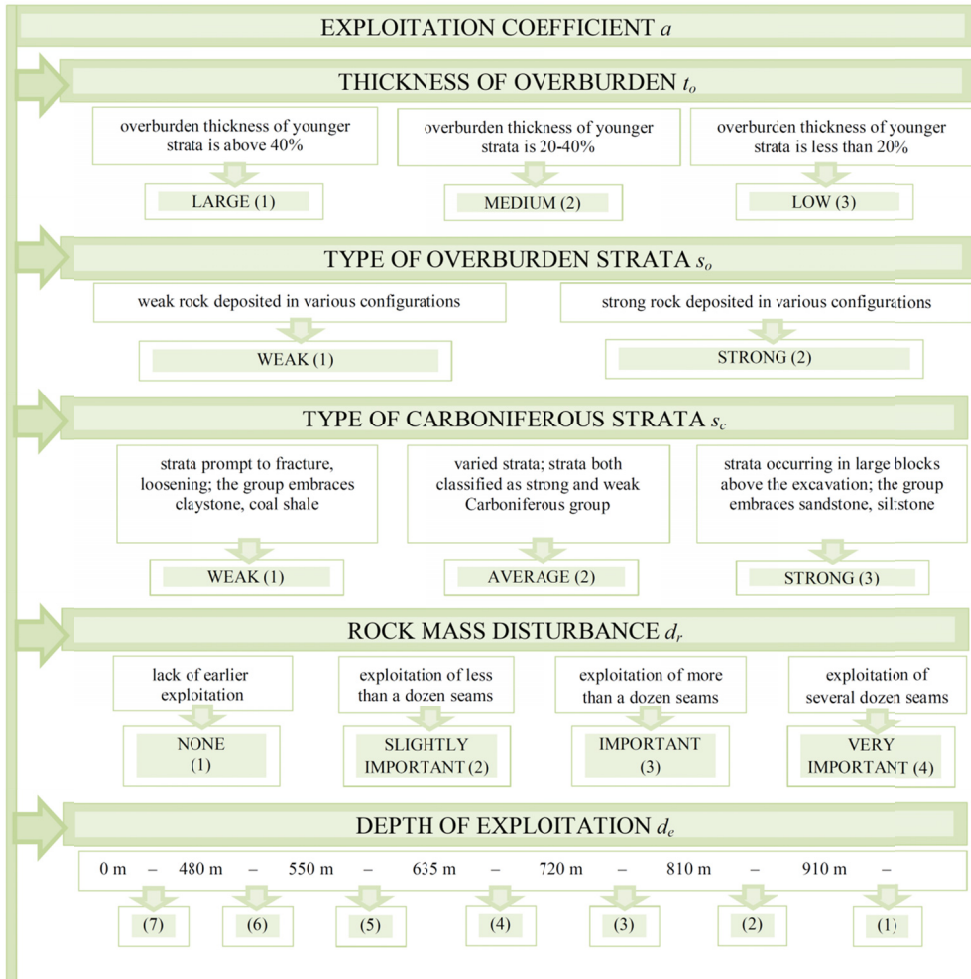 EXPLOITATION COEFFICIENT a
THICKNESS OF OVERBURDEN to
overburden thickness of younger
strata is above 40%
overburden thickness of younger
strata is 20-40%
overburden thickness of younger
strata is less than 20%
LARGE (1)
MEDIUM (2)
LOW (3)
TYPE OF OVERBURDEN STRATA so
weak rock deposited in various configurations
strong rock deposited in various configurations
WEAK (1)
STRONG (2)
TYPE OF CARBONIFEROUS STRATA sc
strata prompt to fracture,
loosening; the group embraces
claystone, coal shale
varied strata; strata both
classified as strong and weak
Carboniferous group
strata occurring in large blocks
above the excavation; the group
embraces sandstone, siltstone
WEAK (1)
AVERAGE (2)
STRONG (3)
ROCK MASS DISTURBANCE dr
lack of earlier
exploitation
exploitation of less
than a dozen seams
exploitation of more
than a dozen seams
exploitation of
several dozen seams
NONE
(1)
SLIGHTLY
IMPORTANT (2)
IMPORTANT
(3)
VERY
IMPORTANT (4)
DEPTH OF EXPLOITATION de
0 m – 480 m – 550 m – 635 m – 720 m – 810 m – 910 m –
(7)
(6)
(5)
(4)
(3)
(2)
(1)